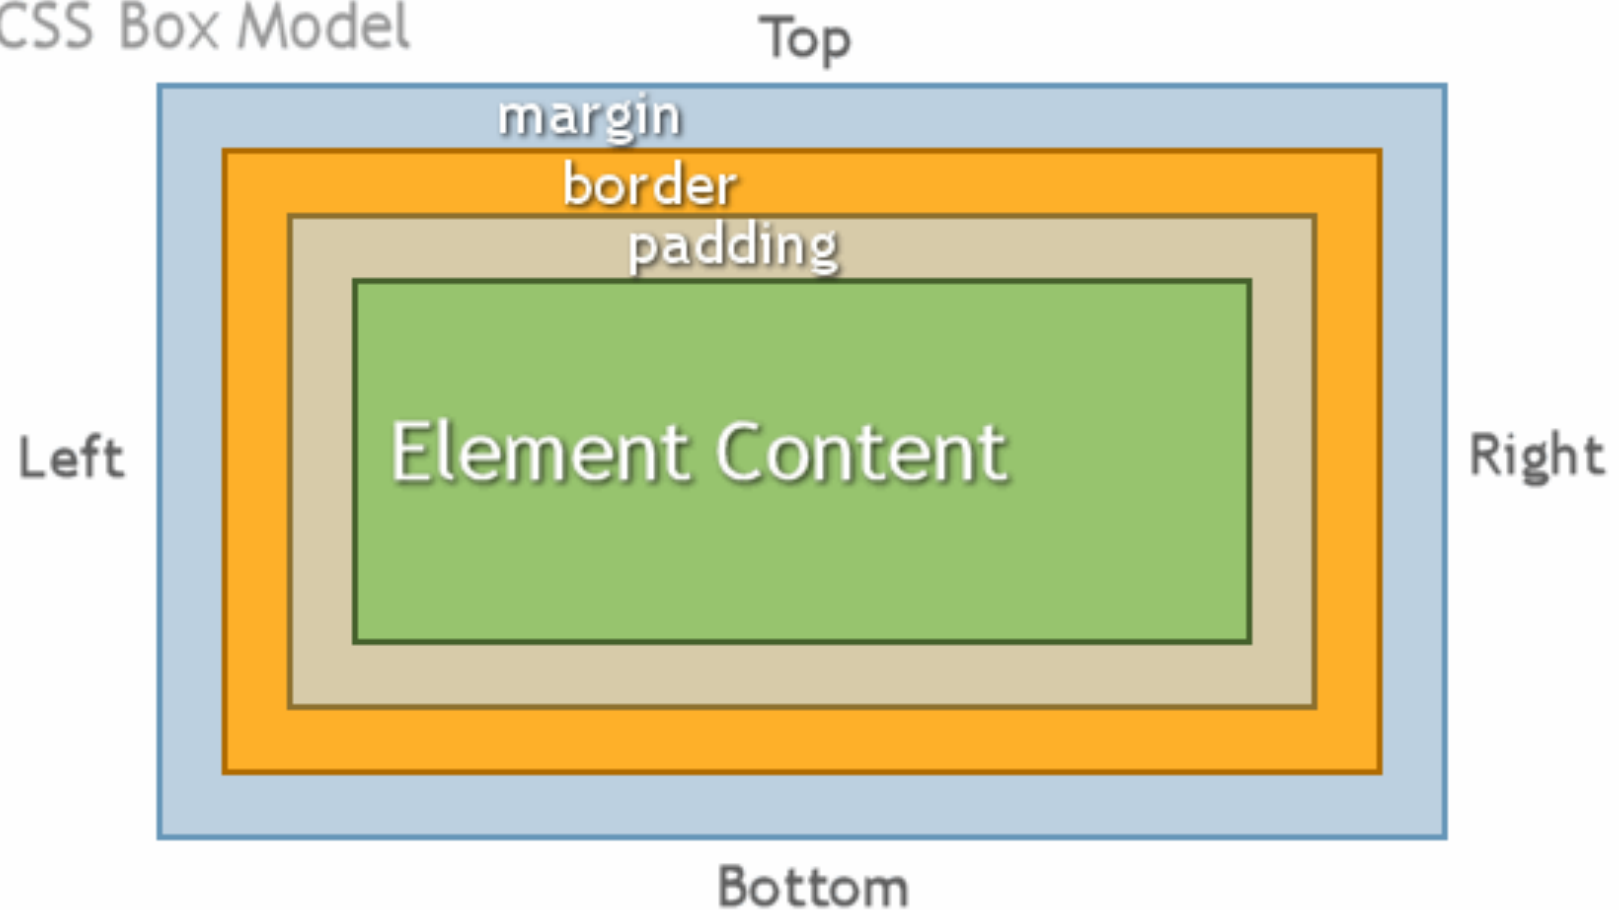 CSS Box Model
Top
margin
border
padding
Left
Element Content
Right
Bottom